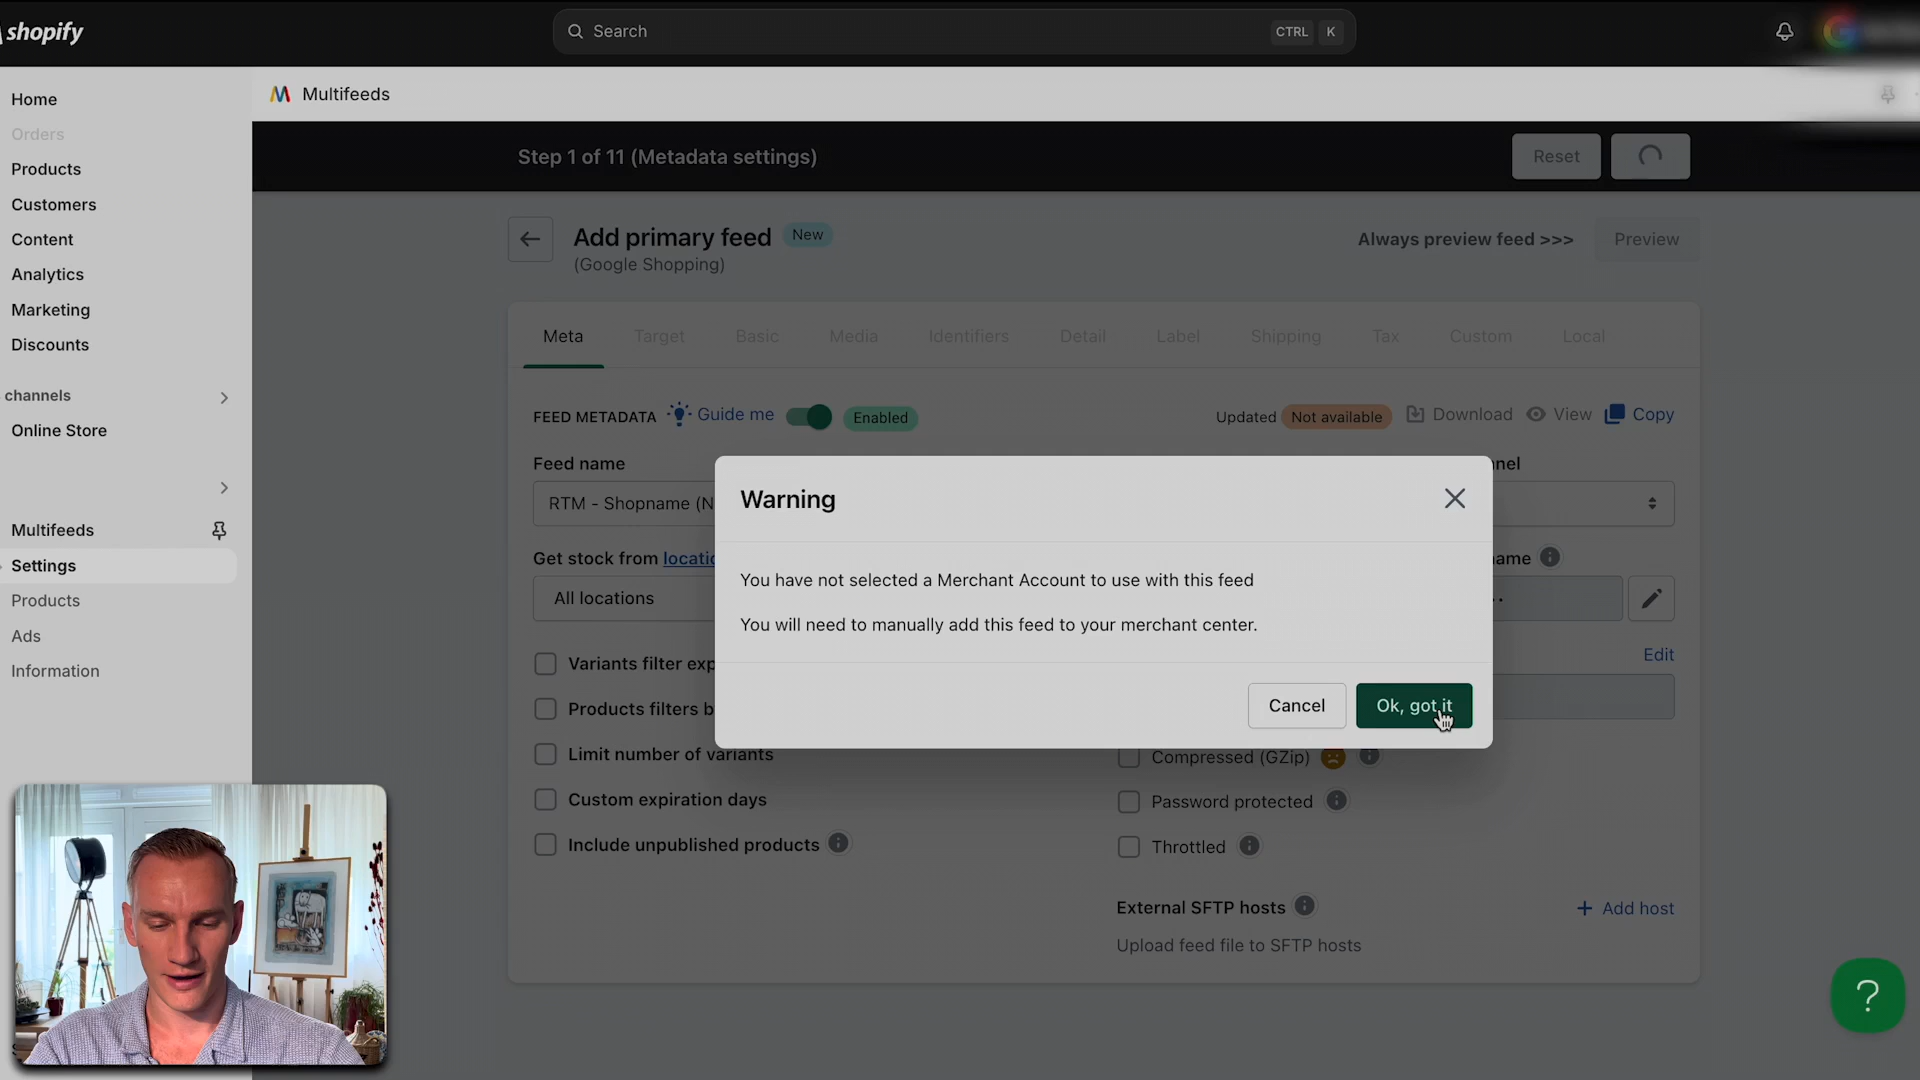 shopify
Search
CTRL K
Home
Orders
Products
Customers
Content
Analytics
Marketing
Discounts
channels
Online Store
Multifeeds
Settings
Products
Ads
Information
Multifeeds
Step 1 of 11 (Metadata settings)
Reset
Add primary feed New
(Google Shopping)
Always preview feed >>> Preview
Meta Target Basic Media Identifiers Detail Label Shipping Tax Custom Local
FEED METADATA Guide me Enabled
Updated Not available Download View Copy
Feed name
RTM - Shopname (N
nnel
Get stock from locatio
ame
All locations
Edit
Variants filter exp
Products filters b
Limit number of variants
Custom expiration days
Include unpublished products
Warning
You have not selected a Merchant Account to use with this feed
You will need to manually add this feed to your merchant center.
Cancel Ok, got it
Compressed (GZip)
Password protected
Throttled
External SFTP hosts
+ Add host
Upload feed file to SFTP hosts
?